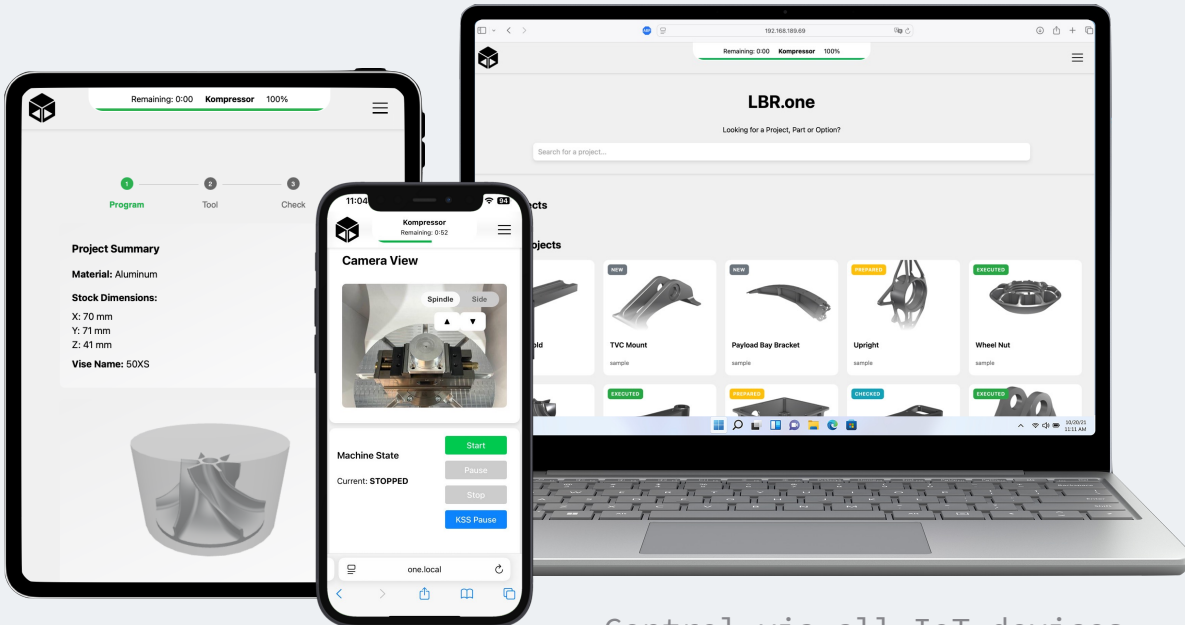 Remaining: 0:00 Kompressor 100%
1 2 3
Program Tool Check
Project Summary
Material: Aluminum
Stock Dimensions:
X: 70 mm
Y: 71 mm
Z: 41 mm
Vise Name: 50XS
11:04 94
Kompressor
Remaining: 0:52
Camera View
Spindle Side
Machine State
Current: STOPPED
Start
Pause
Stop
KSS Pause
one.local
192.168.189.69
Remaining: 0:00 Kompressor 100%
LBR.one
Looking for a Project, Part or Option?
Search for a project...
ects
ojects
NEW NEW PREPARED EXECUTED
old TVC Mount Payload Bay Bracket Upright Wheel Nut
sample sample sample sample
EXECUTED PREPARED CHECKED EXECUTED
10/20/21
11:11 AM
Control via all IoT devices